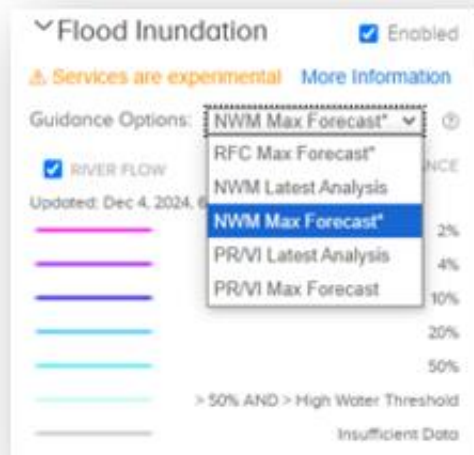 Flood Inundation Enabled
Services are experimental More Information
Guidance Options: NWM Max Forecast*
RFC Max Forecast*
RIVER FLOW NCE
NWM Latest Analysis
Updated: Dec 4, 2024, 6
NWM Max Forecast*
2%
PR/VI Latest Analysis
4%
PR/VI Max Forecast
10%
20%
50%
> 50% AND > High Water Threshold
Insufficient Data